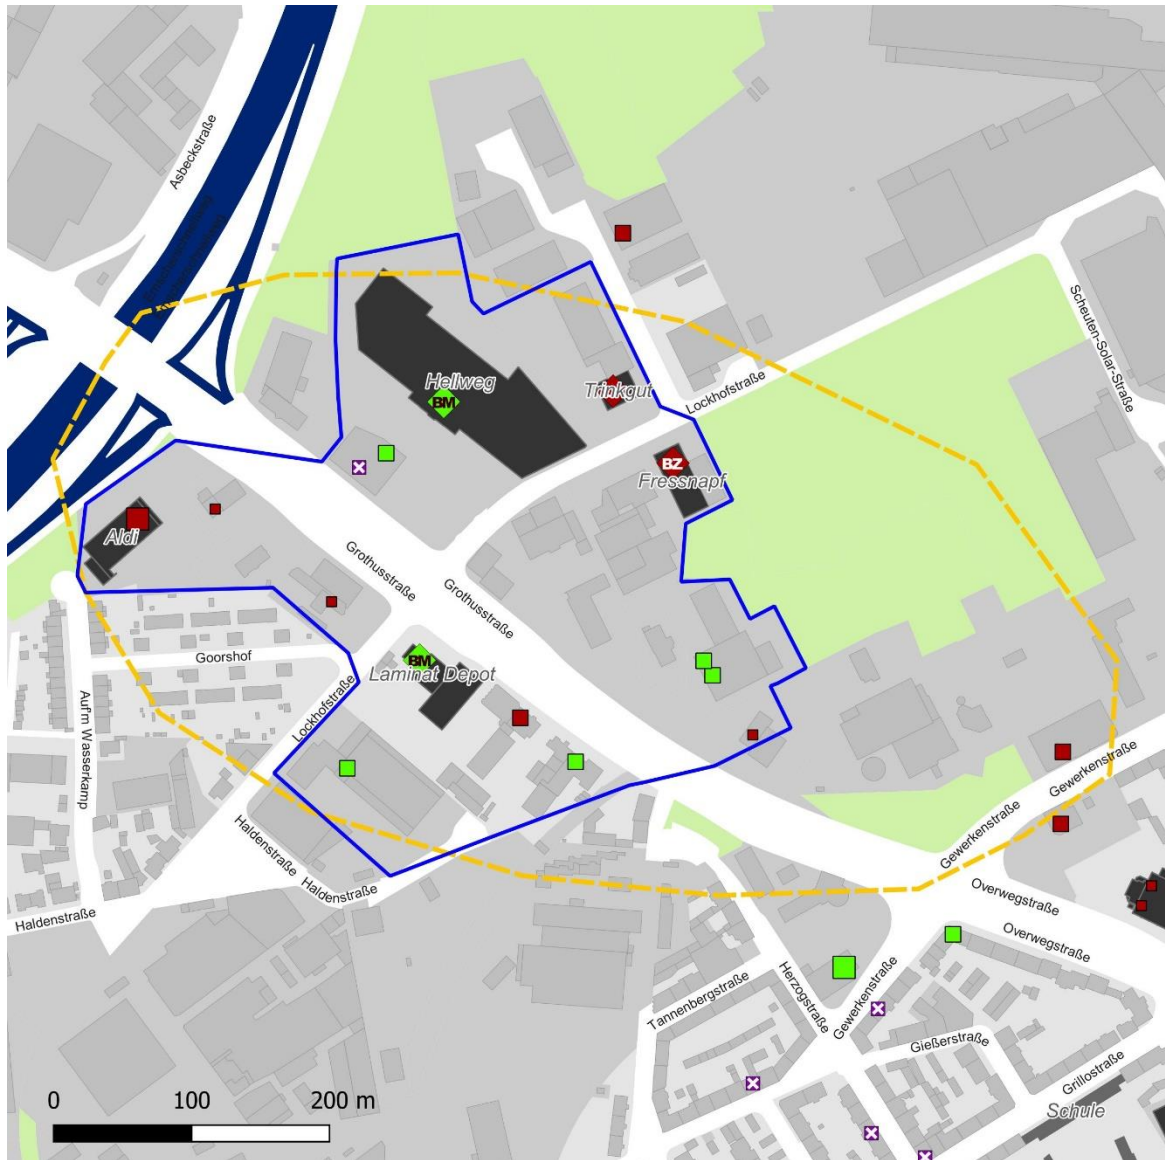 Asbeckstraße
Scheuten-Solar-Straße
Hellweg
BM
Trinkgut
Lockhofstraße
BZ
Fressnapf
Aldi
Grothusstraße
Grothusstraße
Goorshof
BM
Laminat Depot
Lockhofstraße
Auf'm Wasserkamp
Gewerkenstraße
Gewerkenstraße
Haldenstraße
Haldenstraße
Haldenstraße
Overwegstraße
Overwegstraße
Tannenbergstraße
Herzogstraße
Gewerkenstraße
Gießerstraße
Grillostraße
Schule
0 100 200 m